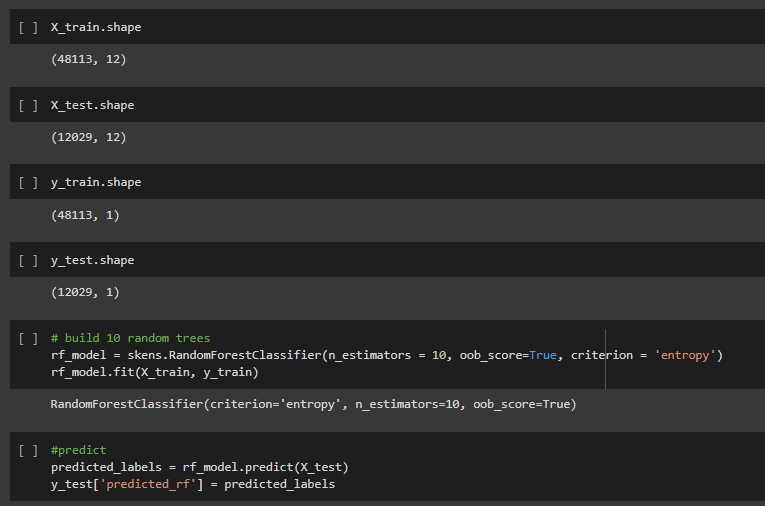 [ ] X_train.shape
(48113, 12)
[ ] X_test.shape
(12029, 12)
[ ] y_train.shape
(48113, 1)
[ ] y_test.shape
(12029, 1)
[ ] # build 10 random trees
rf_model = skens.RandomForestClassifier(n_estimators = 10, oob_score=True, criterion = 'entropy')
rf_model.fit(X_train, y_train)
RandomForestClassifier(criterion='entropy', n_estimators=10, oob_score=True)
[ ] #predict
predicted_labels = rf_model.predict(X_test)
y_test['predicted_rf'] = predicted_labels